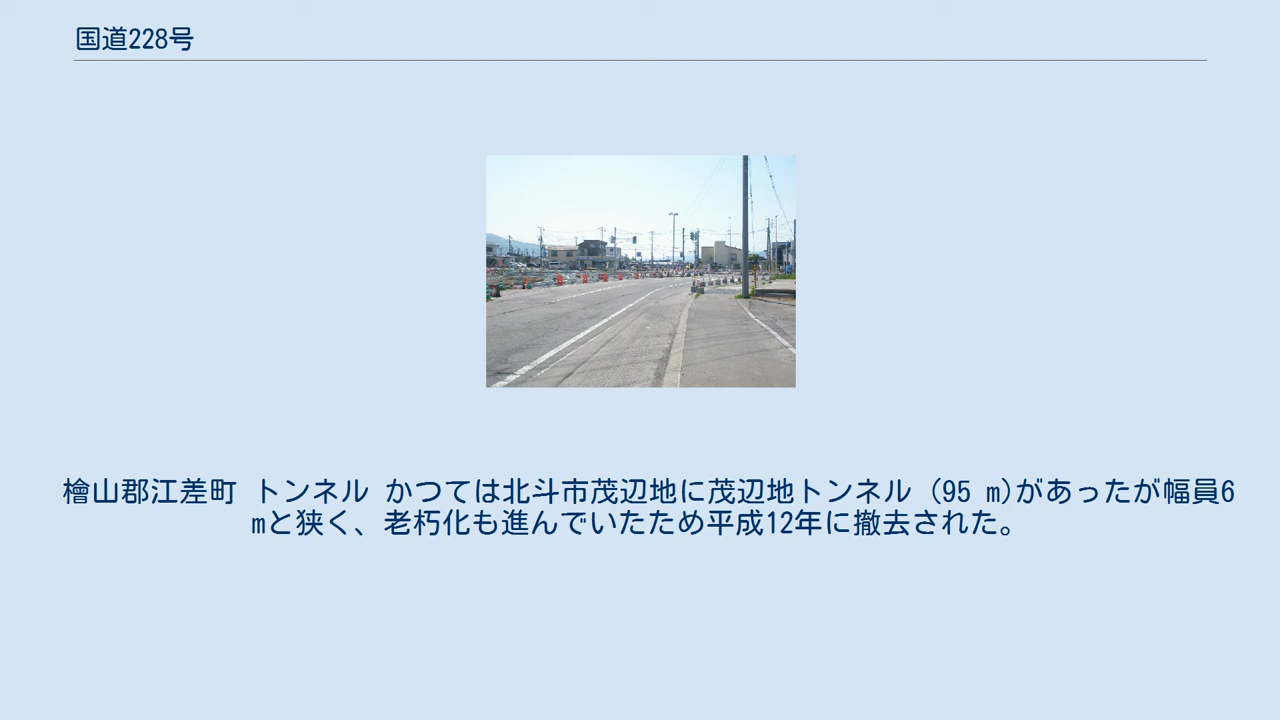 国道228号
檜山郡江差町 トンネル かつては北斗市茂辺地に茂辺地トンネル (95 m)があったが幅員6
mと狭く、老朽化も進んでいたため平成12年に撤去された。